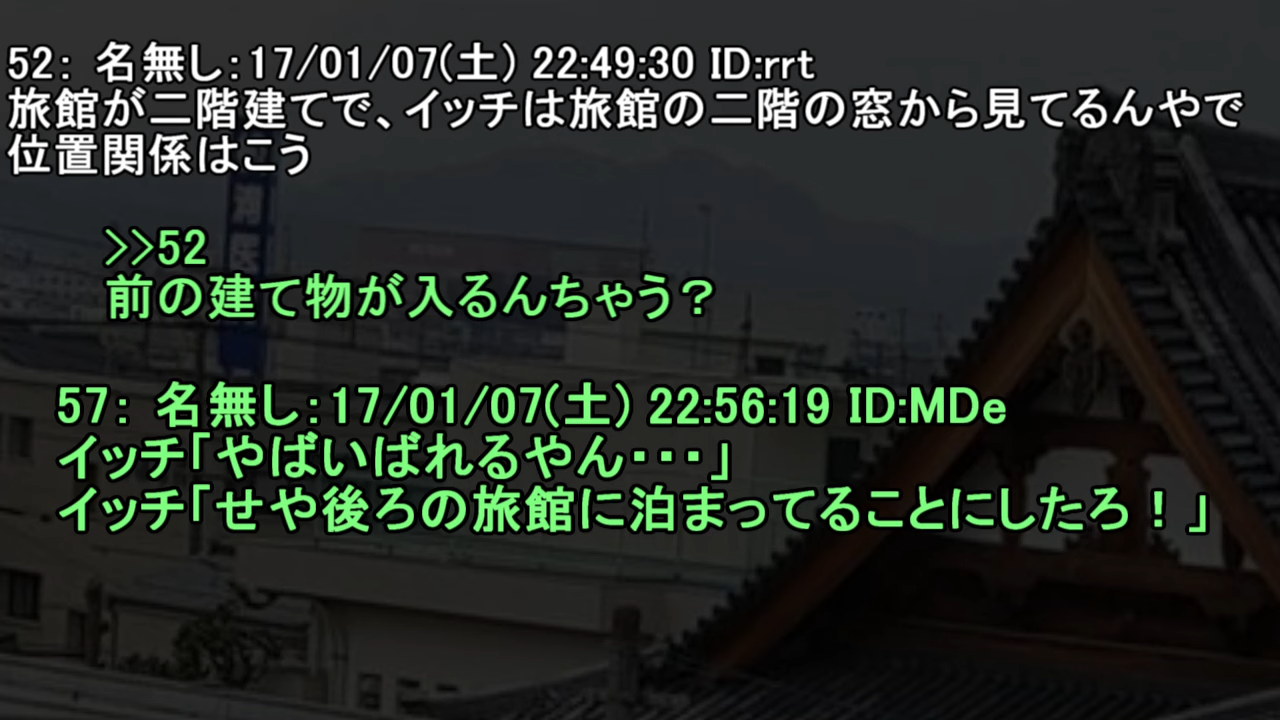 52: 名無し:17/01/07(土) 22:49:30 ID:rrt
旅館が二階建てで、イッチは旅館の二階の窓から見てるんやで
位置関係はこう
>>52
前の建て物が入るんちゃう?
57: 名無し:17/01/07(土) 22:56:19 ID:MDe
イッチ「やばいばれるやん・・・」
イッチ「せや後ろの旅館に泊まってることにしたろ!」